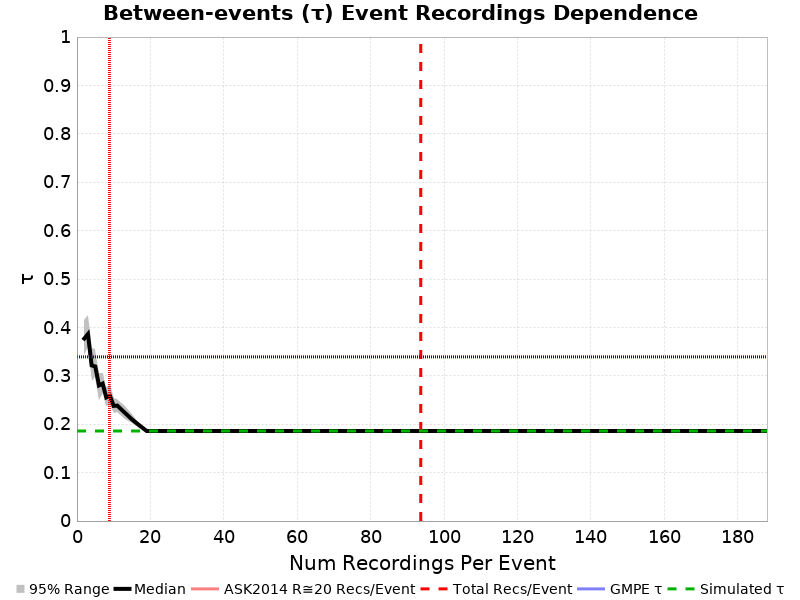 Between-events (τ) Event Recordings Dependence
1
0.9
0.8
0.7
0.6
0.5
0.4
0.3
0.2
0.1
0
τ
0 20 40 60 80 100 120 140 160 180
Num Recordings Per Event
95% Range Median ASK2014 R≅20 Recs/Event Total Recs/Event GMPE τ Simulated τ